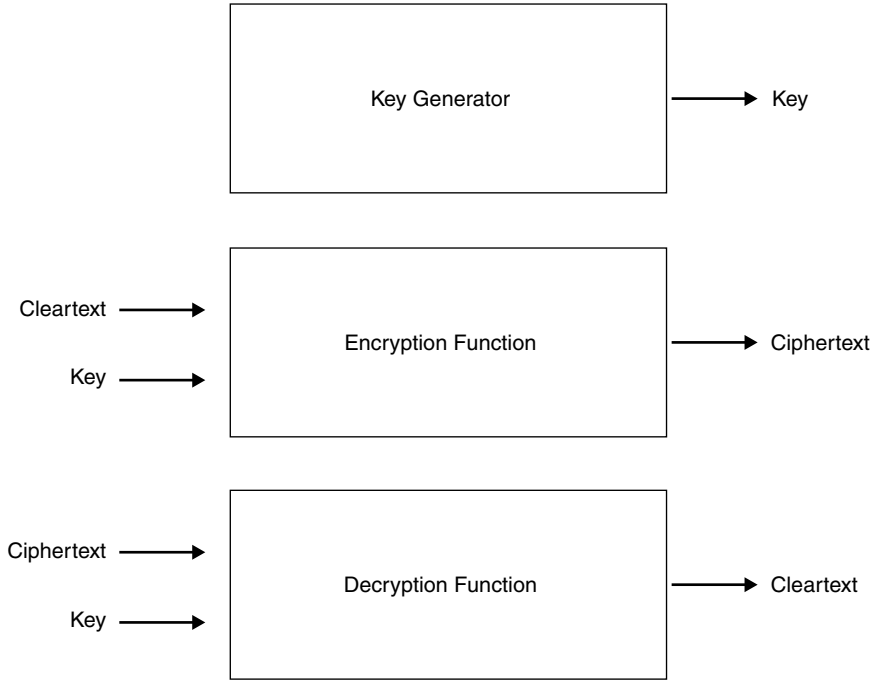 Key Generator
Key
Cleartext
Key
Encryption Function
Ciphertext
Ciphertext
Key
Decryption Function
Cleartext